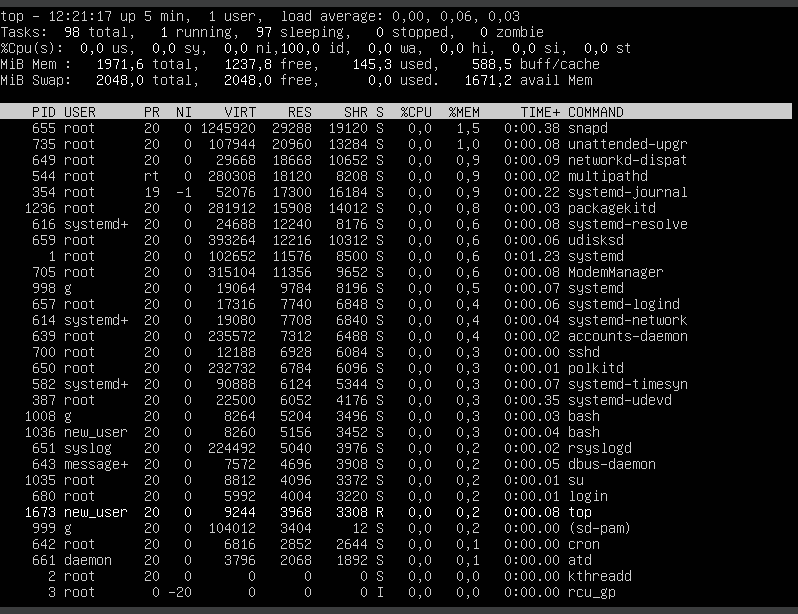 top - 12:21:17 up 5 min,  1 user,  load average: 0,00, 0,06, 0,03
Tasks:  98 total,   1 running,  97 sleeping,   0 stopped,   0 zombie
%Cpu(s):  0,0 us,  0,0 sy,  0,0 ni,100,0 id,  0,0 wa,  0,0 hi,  0,0 si,  0,0 st
MiB Mem :   1971,6 total,   1237,8 free,    145,3 used,    588,5 buff/cache
MiB Swap:   2048,0 total,   2048,0 free,      0,0 used.   1671,2 avail Mem
PID USER      PR  NI    VIRT    RES    SHR S  %CPU  %MEM     TIME+ COMMAND
655 root      20   0 1245920  29288  19120 S   0,0   1,5   0:00.38 snapd
735 root      20   0  107944  20960  13284 S   0,0   1,0   0:00.08 unattended-upgr
649 root      20   0   29668  18668  10652 S   0,0   0,9   0:00.09 networkd-dispat
544 root      rt   0  280308  18120   8208 S   0,0   0,9   0:00.02 multipathd
354 root      19  -1   52076  17300  16184 S   0,0   0,9   0:00.22 systemd-journal
1236 root      20   0  281912  15908  14012 S   0,0   0,8   0:00.03 packagekitd
616 systemd+  20   0   24688  12240   8176 S   0,0   0,6   0:00.08 systemd-resolve
659 root      20   0  393264  12216  10312 S   0,0   0,6   0:00.06 udisksd
1 root      20   0  102652  11576   8500 S   0,0   0,6   0:01.23 systemd
705 root      20   0  315104  11356   9652 S   0,0   0,6   0:00.08 ModemManager
998 g         20   0   19064   9784   8196 S   0,0   0,5   0:00.07 systemd
657 root      20   0   17316   7740   6848 S   0,0   0,4   0:00.06 systemd-logind
614 systemd+  20   0   19080   7708   6840 S   0,0   0,4   0:00.04 systemd-network
639 root      20   0  235572   7312   6488 S   0,0   0,4   0:00.02 accounts-daemon
700 root      20   0   12188   6928   6084 S   0,0   0,3   0:00.00 sshd
650 root      20   0  232732   6784   6096 S   0,0   0,3   0:00.01 polkitd
582 systemd+  20   0   90888   6124   5344 S   0,0   0,3   0:00.07 systemd-timesyn
387 root      20   0   22500   6052   4176 S   0,0   0,3   0:00.35 systemd-udevd
1008 g         20   0    8264   5204   3496 S   0,0   0,3   0:00.03 bash
1036 new_user  20   0    8260   5156   3452 S   0,0   0,3   0:00.04 bash
651 syslog    20   0  224492   5040   3976 S   0,0   0,2   0:00.02 rsyslogd
643 message+  20   0    7572   4696   3908 S   0,0   0,2   0:00.05 dbus-daemon
1035 root      20   0    8812   4096   3372 S   0,0   0,2   0:00.01 su
680 root      20   0    5992   4004   3220 S   0,0   0,2   0:00.01 login
1673 new_user  20   0    9244   3968   3308 R   0,0   0,2   0:00.08 top
999 g         20   0  104012   3404     12 S   0,0   0,2   0:00.00 (sd-pam)
642 root      20   0    6816   2852   2644 S   0,0   0,1   0:00.00 cron
661 daemon    20   0    3796   2068   1892 S   0,0   0,1   0:00.00 atd
2 root      20   0       0      0      0 S   0,0   0,0   0:00.00 kthreadd
3 root       0 -20       0      0      0 I   0,0   0,0   0:00.00 rcu_gp